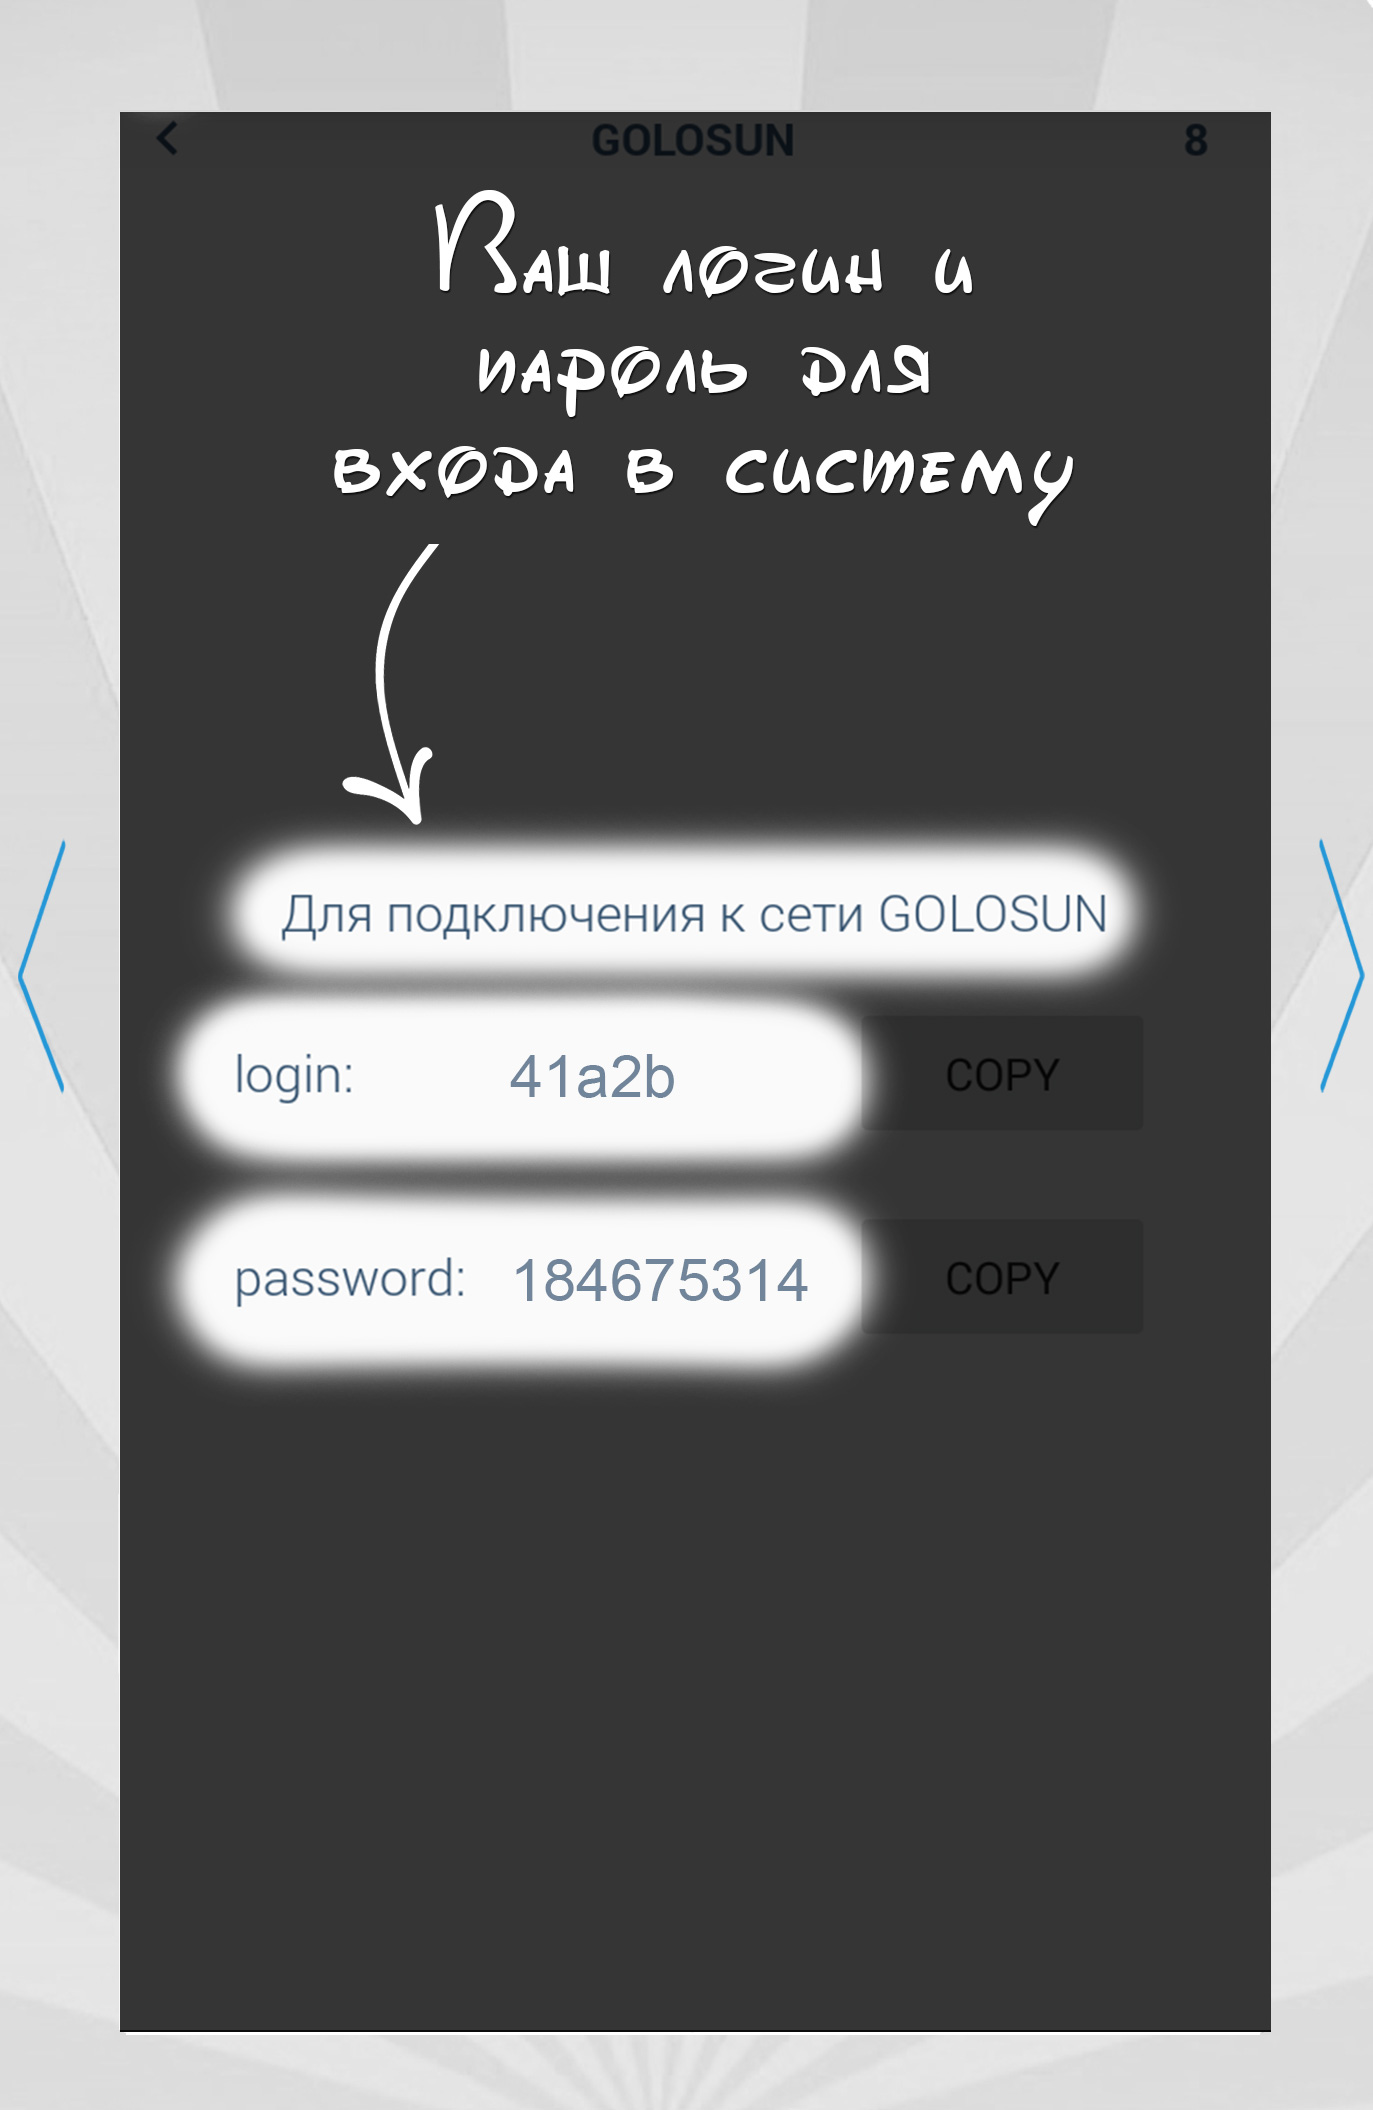 GOLOSUN 8
Ваш логин и
пароль для
входа в систему
Для подключения к сети GOLOSUN
login: 41a2b COPY
password: 184675314 COPY